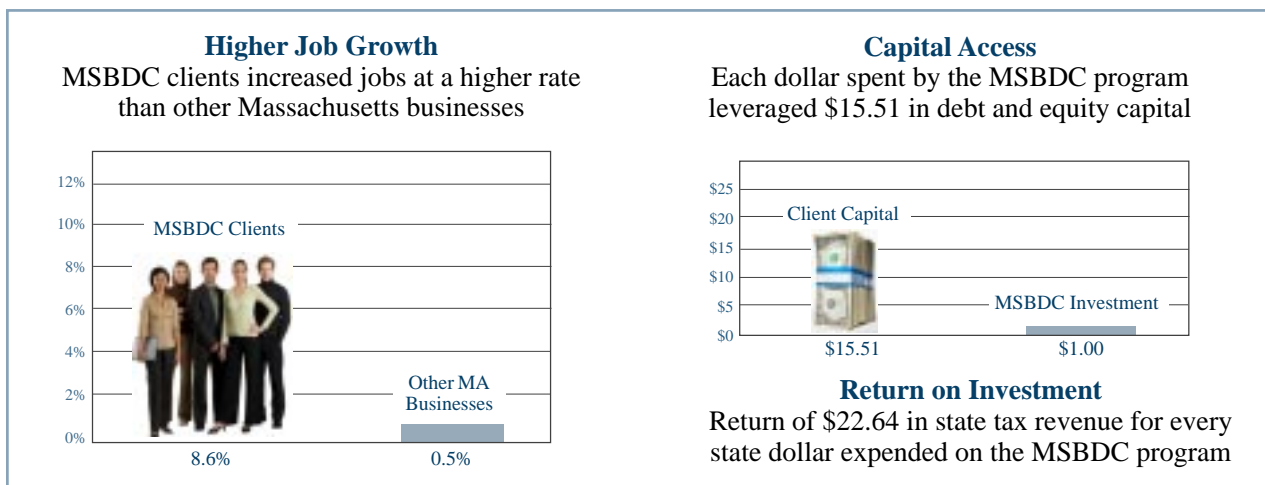 Higher Job Growth
MSBDC clients increased jobs at a higher rate
than other Massachusetts businesses
12%
10%
8%
6%
4%
2%
0%
MSBDC Clients
Other MA
Businesses
8.6%
0.5%
Capital Access
Each dollar spent by the MSBDC program
leveraged $15.51 in debt and equity capital
$25
$20
$15
$10
$5
$0
Client Capital
MSBDC Investment
$15.51
$1.00
Return on Investment
Return of $22.64 in state tax revenue for every
state dollar expended on the MSBDC program